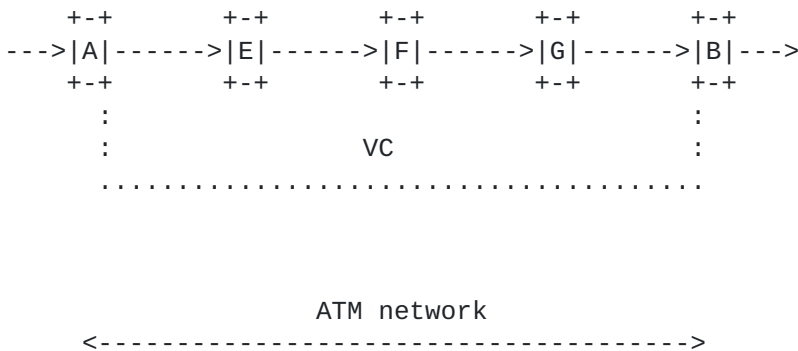 +-+       +-+       +-+       +-+       +-+
--->|A|------>|E|------>|F|------>|G|------>|B|--->
    +-+       +-+       +-+       +-+       +-+
      :                                     :
      :                VC                   :
      .......................................
                    ATM network
     <-------------------------------------->